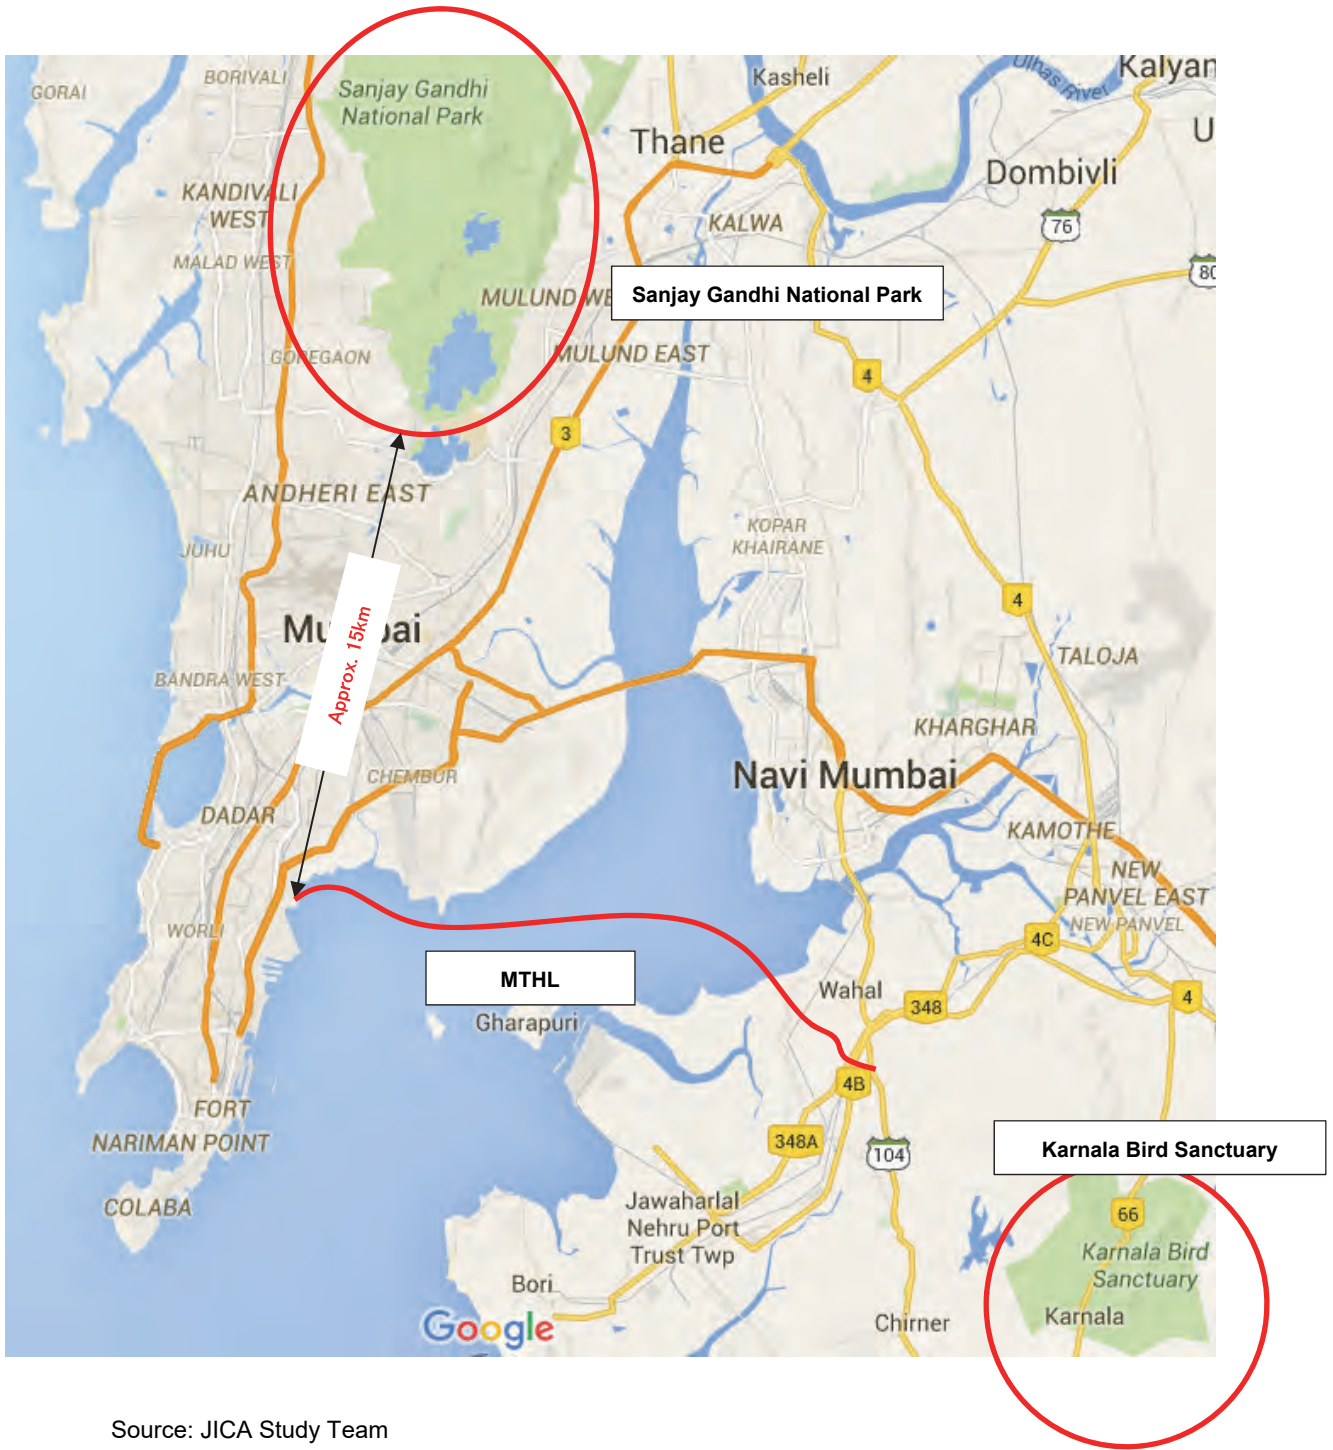 GORAI
BORIVALI
Sanjay Gandhi
National Park
Kasheli
Ulhas River
Kalyan
Thane
U
Dombivli
KANDIVALI
WEST
KALWA
76
MALAD WEST
80
MULUND WE
Sanjay Gandhi National Park
GOREGAON
MULUND EAST
4
3
ANDHERI EAST
KOPAR
KHAIRANE
JUHU
4
Mu bai
Approx. 15km
TALOJA
BANDRA WEST
KHARGHAR
CHEMBUR
Navi Mumbai
DADAR
KAMOTHE
NEW
PANVEL EAST
NEW PANVEL
WORLI
4C
MTHL
Wahal
348
4
Gharapuri
4B
FORT
NARIMAN POINT
348A
104
Karnala Bird Sanctuary
COLABA
Jawaharlal
Nehru Port
Trust Twp
66
Karnala Bird
Sanctuary
Bori
Karnala
Google
Chirner
Source: JICA Study Team